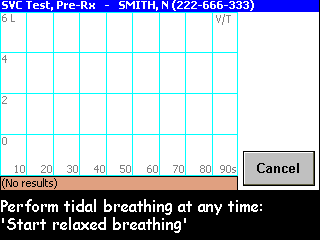 SVC Test, Pre-Rx - SMITH, N (222-666-333)
6 L V/T
4
2
0
10 20 30 40 50 60 70 80 90s
Cancel
(No results)
Perform tidal breathing at any time:
'Start relaxed breathing'